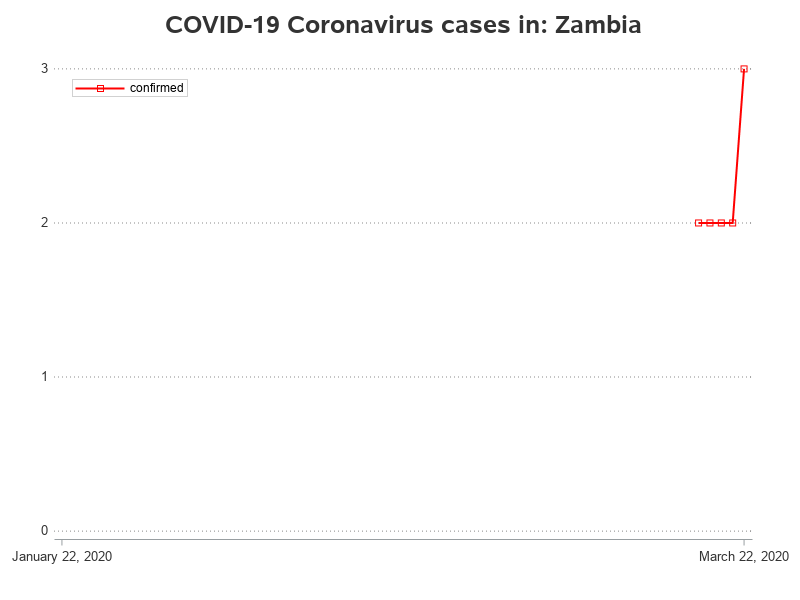 COVID-19 Coronavirus cases in: Zambia
3
confirmed
2
1
0
January 22, 2020
March 22, 2020